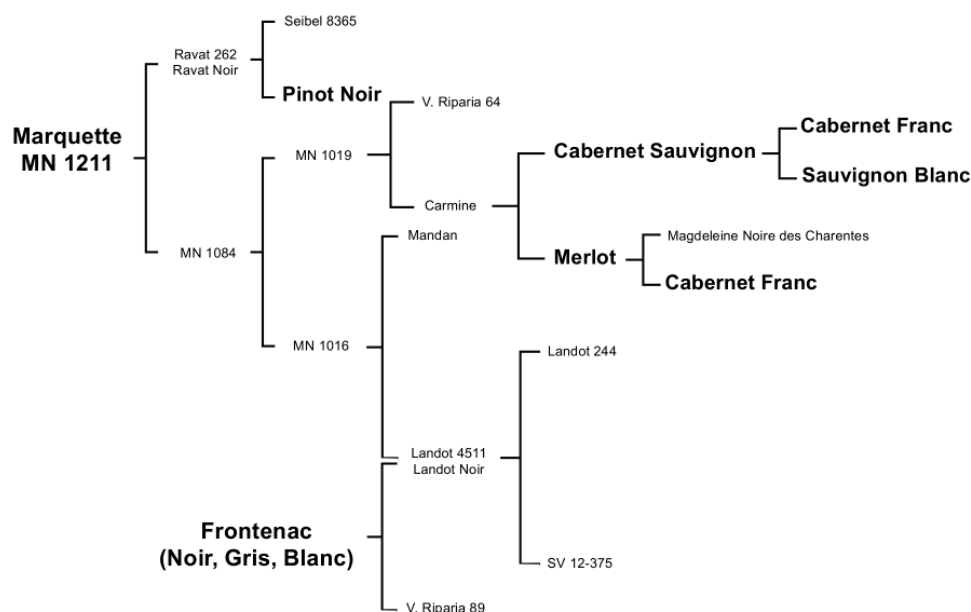 Seibel 8365
Ravat 262
Ravat Noir
Pinot Noir
V. Riparia 64
Marquette
MN 1211
MN 1019
Cabernet Franc
Cabernet Sauvignon
Sauvignon Blanc
Carmine
Mandan
Magdeleine Noire des Charentes
MN 1084
Merlot
Cabernet Franc
MN 1016
Landot 244
Landot 4511
Landot Noir
Frontenac
(Noir, Gris, Blanc)
SV 12-375
V. Riparia 89